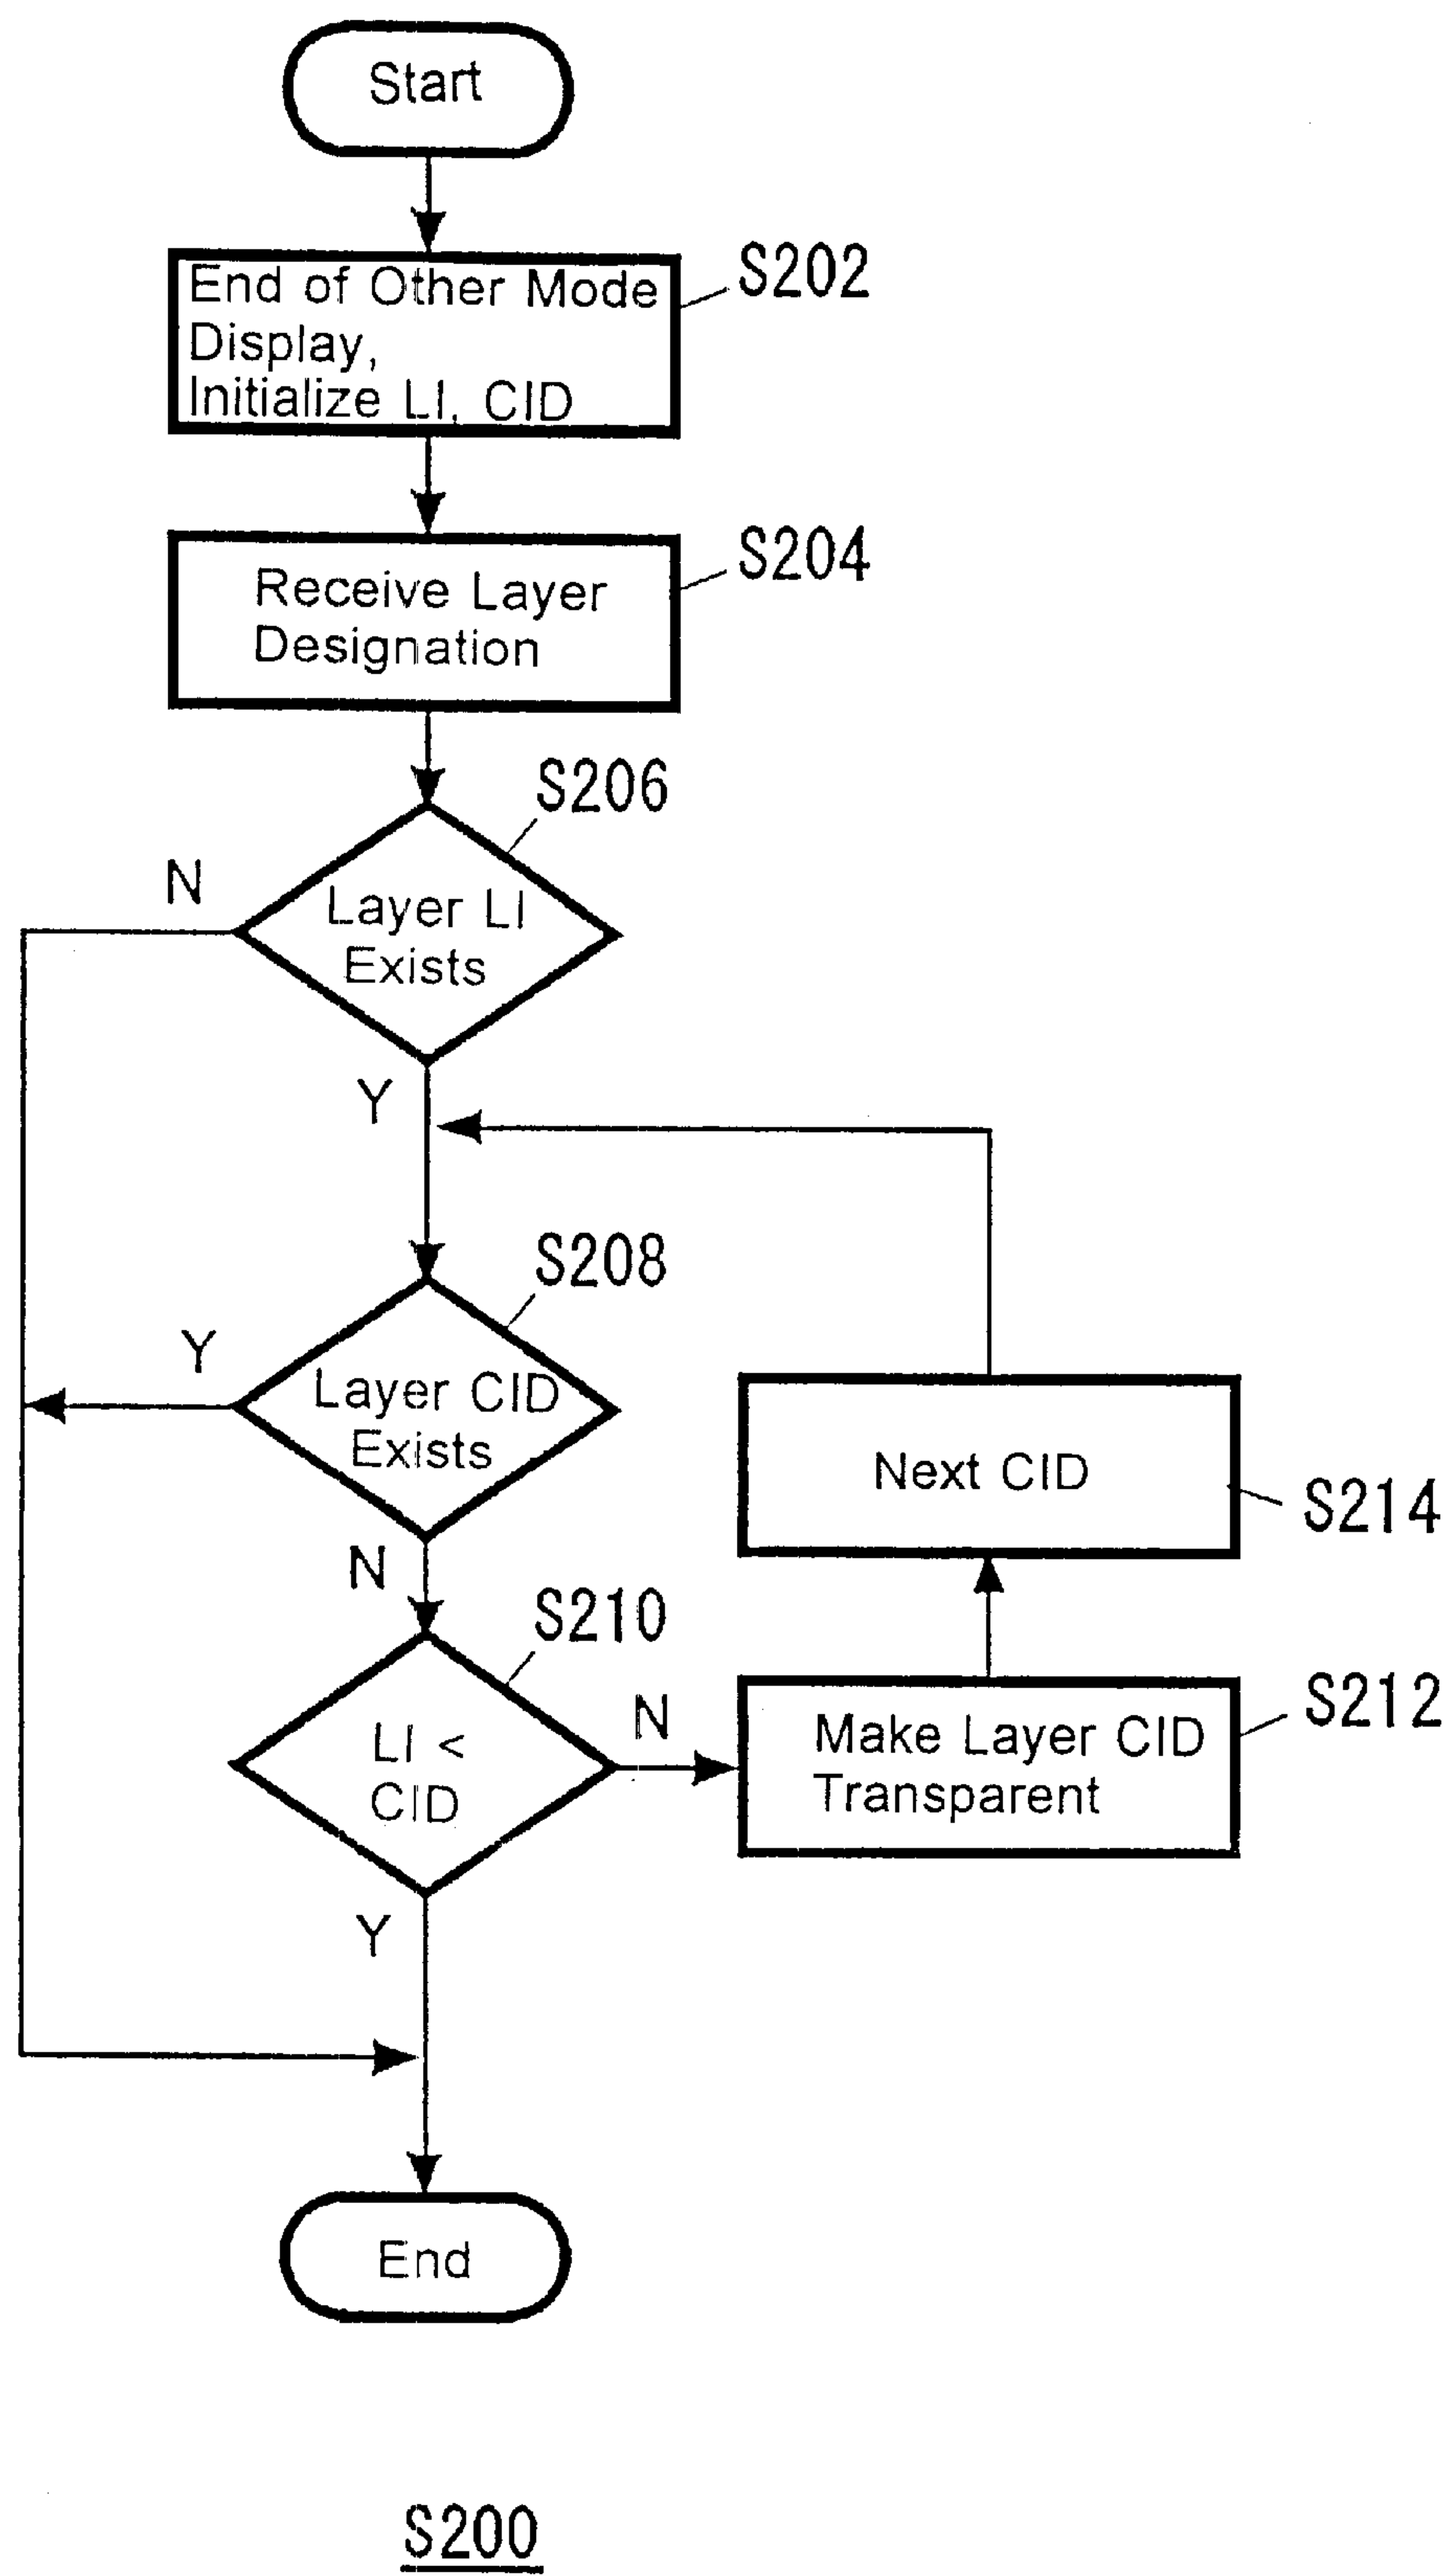 Start
S202
End of Other Mode
Display,
Initialize LI, CID
S204
Receive Layer
Designation
S206
N
Layer LI
Exists
Y
S208
Y
Layer CID
Exists
N
Next CID
S214
S210
LI <
CID
N
S212
Make Layer CID
Transparent
Y
End
S200